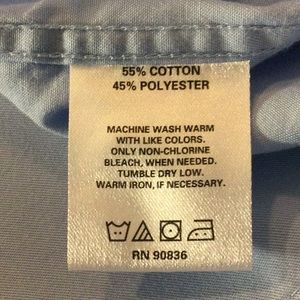 55% COTTON
45% POLYESTER
MACHINE WASH WARM
WITH LIKE COLORS.
ONLY NON-CHLORINE
BLEACH, WHEN NEEDED.
TUMBLE DRY LOW.
WARM IRON, IF NECESSARY.
RN 90836